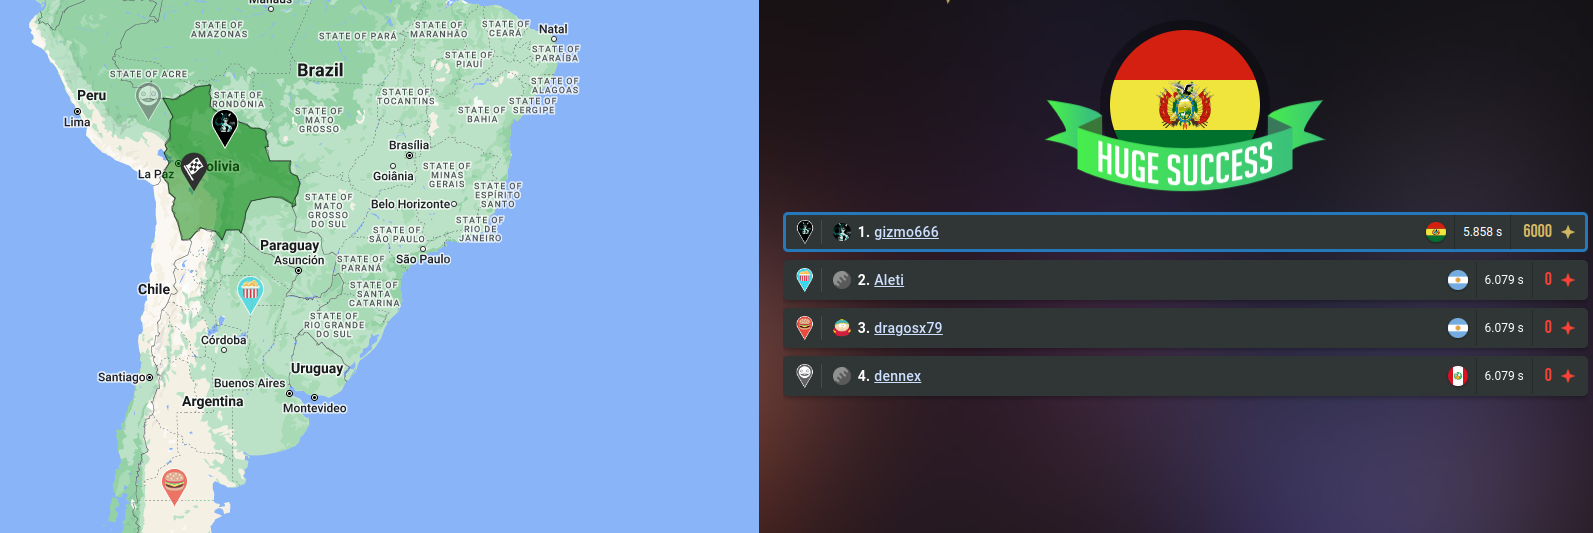 Manaus
STATE OF AMAZONAS
STATE OF PARÁ
STATE OF MARANHÃO
STATE OF CEARÁ
Natal
STATE OF PARAÍBA
STATE OF PIAUÍ
Brazil
STATE OF ACRE
STATE OF ALAGOAS
Peru
STATE OF RONDÔNIA
STATE OF TOCANTINS
STATE OF SERGIPE
Lima
STATE OF MATO GROSSO
STATE OF BAHIA
Brasília
La Paz
olivia
Goiânia
STATE OF MINAS GERAIS
STATE OF ESPÍRITO SANTO
STATE OF MATO GROSSO DO SUL
Belo Horizonte
STATE OF RIO DE JANEIRO
STATE OF SÃO PAULO
Paraguay
Asunción
São Paulo
STATE OF PARANÁ
Chile
STATE OF SANTA CATARINA
STATE OF RIO GRANDE DO SUL
Córdoba
Santiago
Uruguay
Buenos Aires
Argentina
Montevideo
HUGE SUCCESS
1. gizmo666 5.858 s 6000
2. Aleti 6.079 s 0
3. dragosx79 6.079 s 0
4. dennex 6.079 s 0